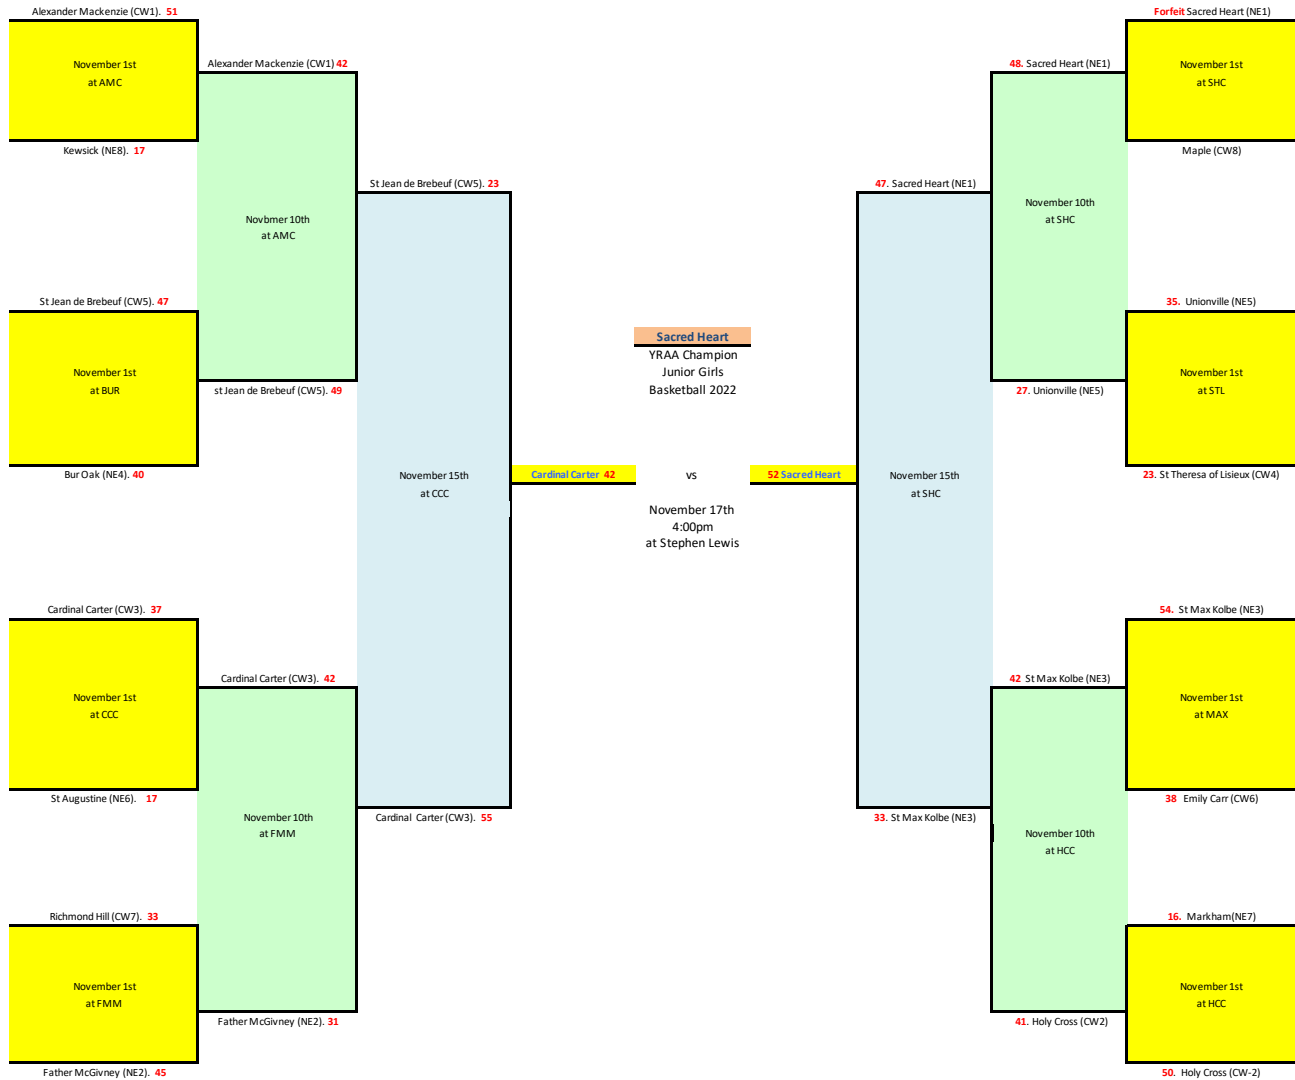 Alexander Mackenzie (CW1). 51
Forfeit Sacred Heart (NE1)
November 1st
at AMC
Alexander Mackenzie (CW1) 42
48. Sacred Heart (NE1)
November 1st
at SHC
Kewsick (NE8). 17
Maple (CW8)
St Jean de Brebeuf (CW5). 23
47. Sacred Heart (NE1)
Novbmer 10th
at AMC
November 10th
at SHC
St Jean de Brebeuf (CW5). 47
35. Unionville (NE5)
Sacred Heart
YRAA Champion
Junior Girls
Basketball 2022
November 1st
at BUR
st Jean de Brebeuf (CW5). 49
27. Unionville (NE5)
November 1st
at STL
Bur Oak (NE4). 40
November 15th
at CCC
Cardinal Carter 42
vs
52 Sacred Heart
November 15th
at SHC
23. St Theresa of Lisieux (CW4)
November 17th
4:00pm
at Stephen Lewis
Cardinal Carter (CW3). 37
54. St Max Kolbe (NE3)
Cardinal Carter (CW3). 42
42 St Max Kolbe (NE3)
November 1st
at CCC
November 1st
at MAX
St Augustine (NE6). 17
38 Emily Carr (CW6)
November 10th
at FMM
Cardinal Carter (CW3). 55
33. St Max Kolbe (NE3)
November 10th
at HCC
Richmond Hill (CW7). 33
16. Markham(NE7)
November 1st
at FMM
November 1st
at HCC
Father McGivney (NE2). 31
41. Holy Cross (CW2)
Father McGivney (NE2). 45
50. Holy Cross (CW-2)